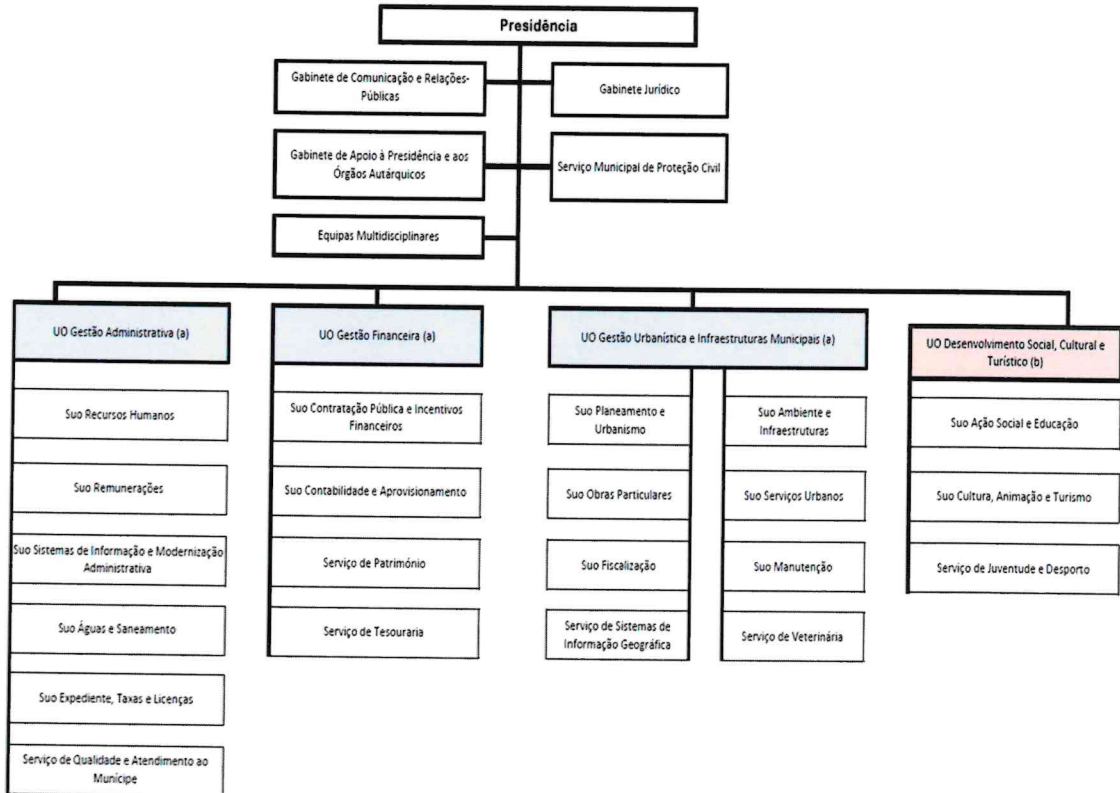 Presidência
Gabinete de Comunicação e Relações-
Públicas
Gabinete Jurídico
Gabinete de Apoio à Presidência e aos
Órgãos Autárquicos
Serviço Municipal de Proteção Civil
Equipas Multidisciplinares
UO Gestão Administrativa (a)
Suo Recursos Humanos
Suo Remunerações
Suo Sistemas de Informação e Modernização
Administrativa
Suo Águas e Saneamento
Suo Expediente, Taxas e Licenças
Serviço de Qualidade e Atendimento ao
Munícipe
UO Gestão Financeira (a)
Suo Contratação Pública e Incentivos
Financeiros
Suo Contabilidade e Aprovisionamento
Serviço de Património
Serviço de Tesouraria
UO Gestão Urbanística e Infraestruturas Municipais (a)
Suo Planeamento e
Urbanismo
Suo Obras Particulares
Suo Fiscalização
Serviço de Sistemas de
Informação Geográfica
Suo Ambiente e
Infraestruturas
Suo Serviços Urbanos
Suo Manutenção
Serviço de Veterinária
UO Desenvolvimento Social, Cultural e
Turístico (b)
Suo Ação Social e Educação
Suo Cultura, Animação e Turismo
Serviço de Juventude e Desporto